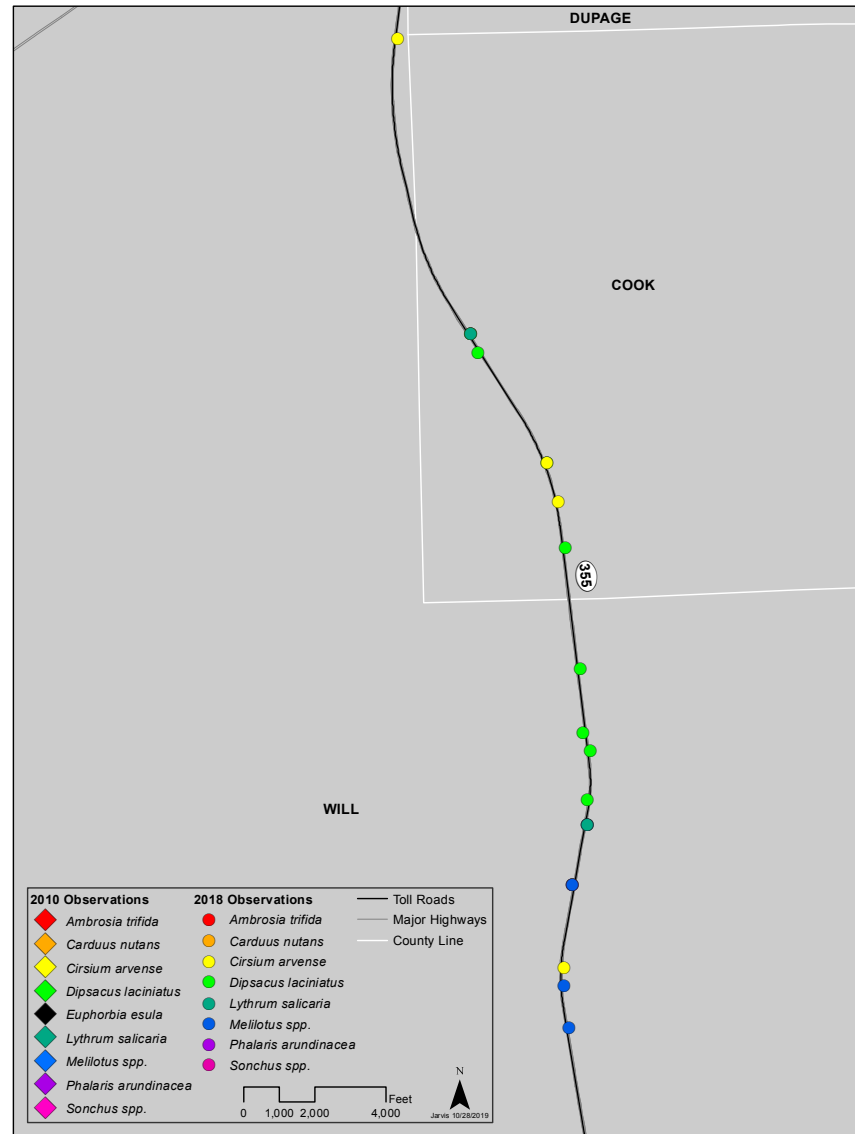 DUPAGE
COOK
355
WILL
2010 Observations
Ambrosia trifida
Carduus nutans
Cirsium arvense
Dipsacus laciniatus
Euphorbia esula
Lythrum salicaria
Melilotus spp.
Phalaris arundinacea
Sonchus spp.
2018 Observations
Ambrosia trifida
Carduus nutans
Cirsium arvense
Dipsacus laciniatus
Lythrum salicaria
Melilotus spp.
Phalaris arundinacea
Sonchus spp.
Toll Roads
Major Highways
County Line
Feet
0 1,000 2,000 4,000
N
Jarvis 10/28/2019